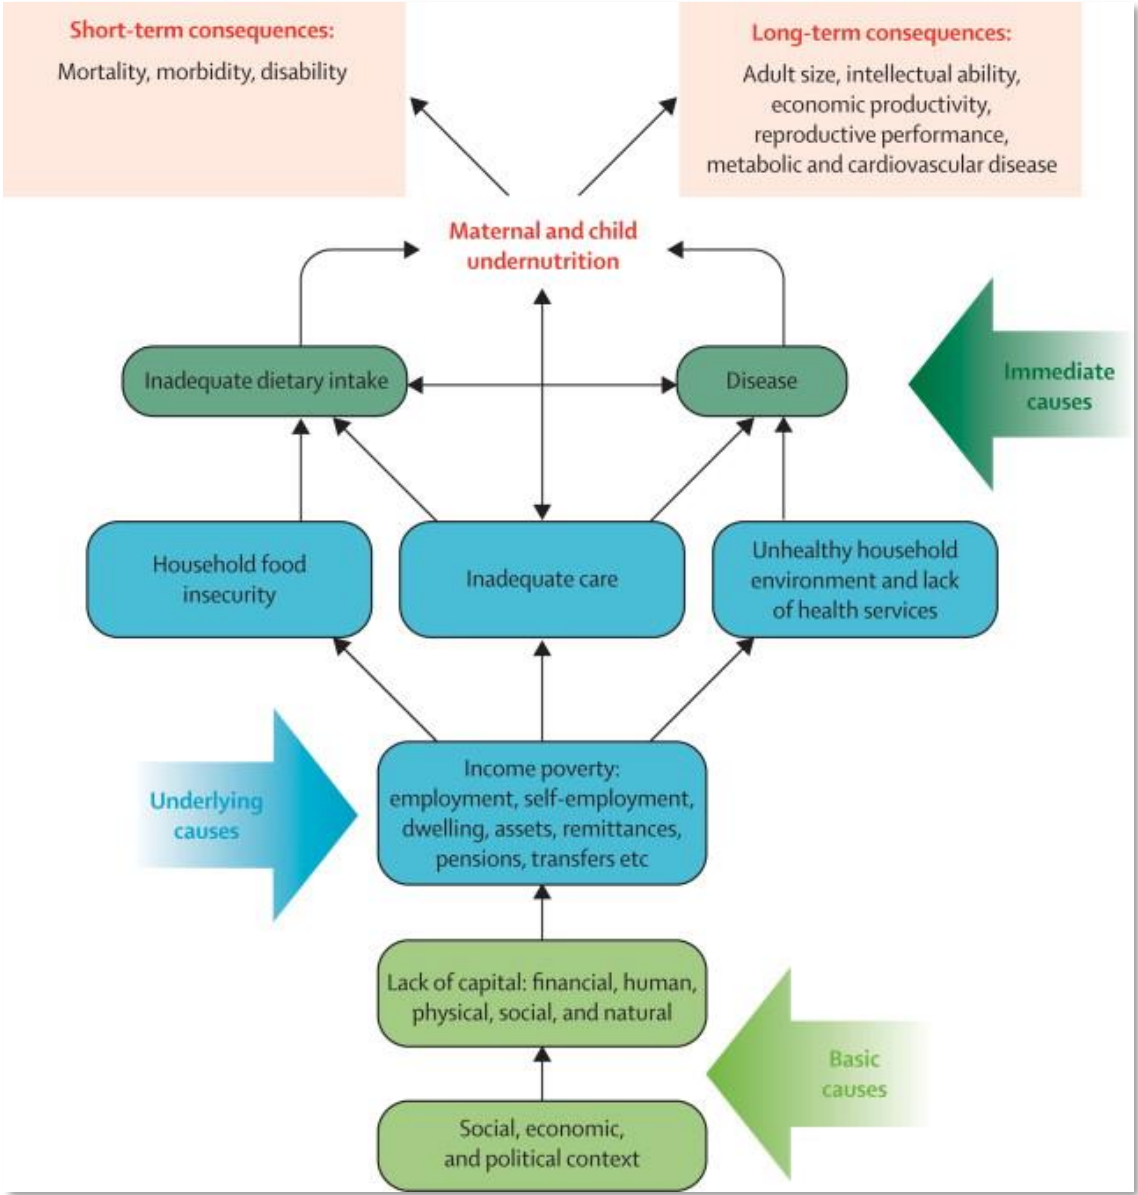 Short-term consequences:
Mortality, morbidity, disability
Long-term consequences:
Adult size, intellectual ability,
economic productivity,
reproductive performance,
metabolic and cardiovascular disease
Maternal and child
undernutrition
Inadequate dietary intake
Disease
Immediate
causes
Household food
insecurity
Inadequate care
Unhealthy household
environment and lack
of health services
Underlying
causes
Income poverty:
employment, self-employment,
dwelling, assets, remittances,
pensions, transfers etc
Lack of capital: financial, human,
physical, social, and natural
Basic
causes
Social, economic,
and political context